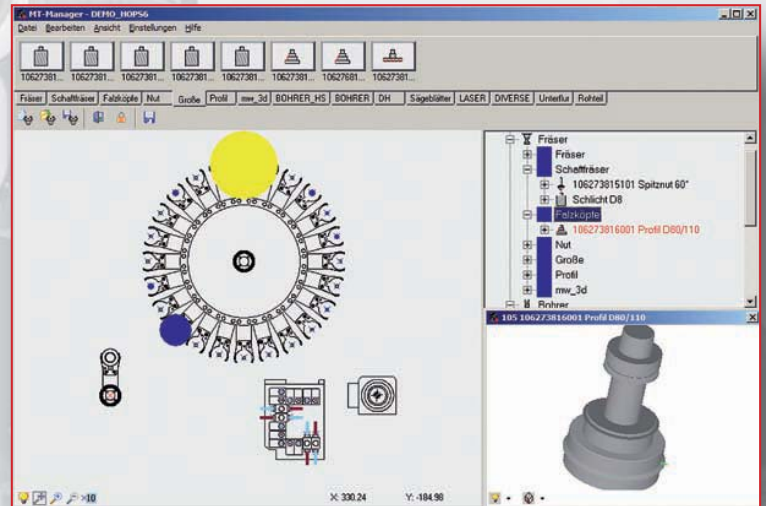 MT-Manager - DEMO_HOPS6
Datei Bearbeiten Ansicht Einstellungen Hilfe
10627381... 10627381... 10627381... 10627381... 10627381... 10627381... 10627681... 10627381...
Fräser Schaftfräser Falzköpfe Nut Große Profil mw_3d BOHRER_HS BOHRER DH Sägeblätter LASER DIVERSE Unterflur Rohteil
Fräser
Fräser
Schaftfräser
106273815101 Spitznut 60°
Schlicht D8
Falzköpfe
106273816001 Profil D80/110
Nut
Große
Profil
mw_3d
Bohrer
105 106273816001 Profil D80/110
×10 X: 330.24 Y: -184.98